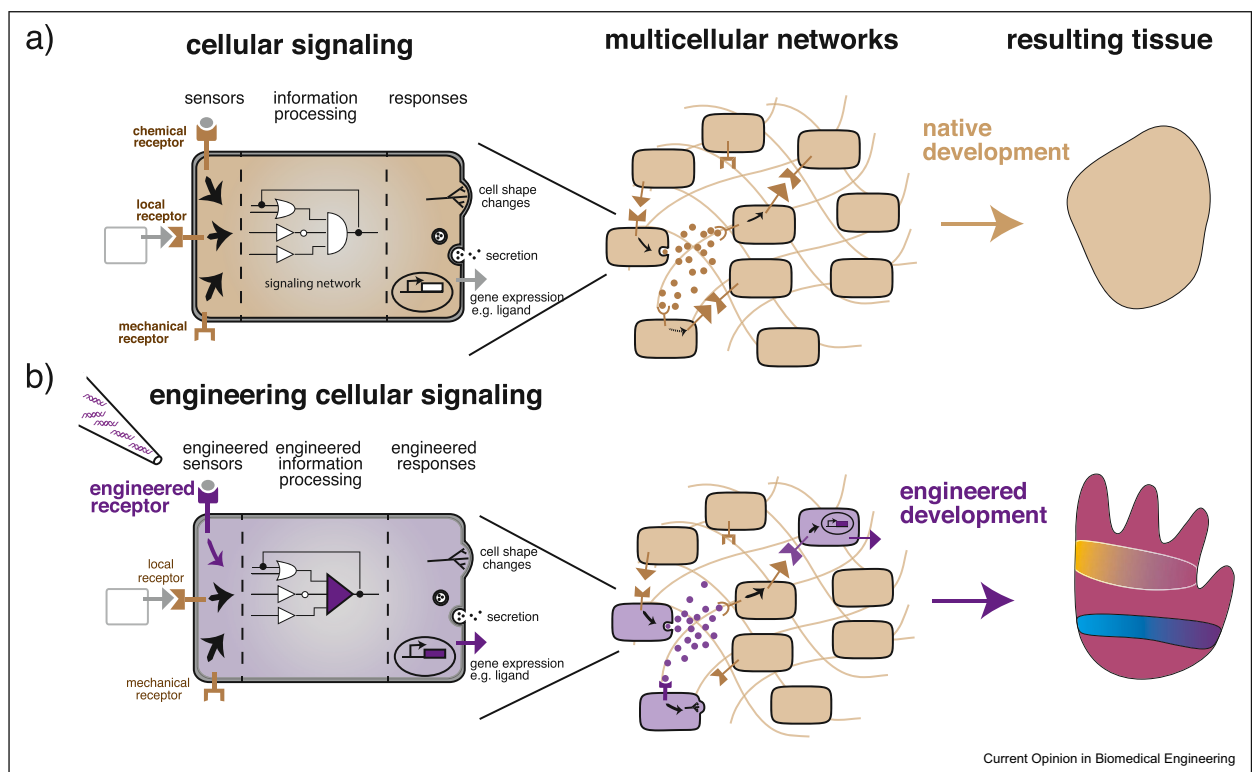 a)
cellular signaling
multicellular networks
resulting tissue
sensors
information
processing
responses
chemical
receptor
local
receptor
mechanical
receptor
signaling network
cell shape
changes
secretion
gene expression
e.g. ligand
native
development
b)
engineering cellular signaling
engineered
sensors
engineered
information
processing
engineered
responses
engineered
receptor
local
receptor
mechanical
receptor
cell shape
changes
secretion
gene expression
e.g. ligand
engineered
development
Current Opinion in Biomedical Engineering